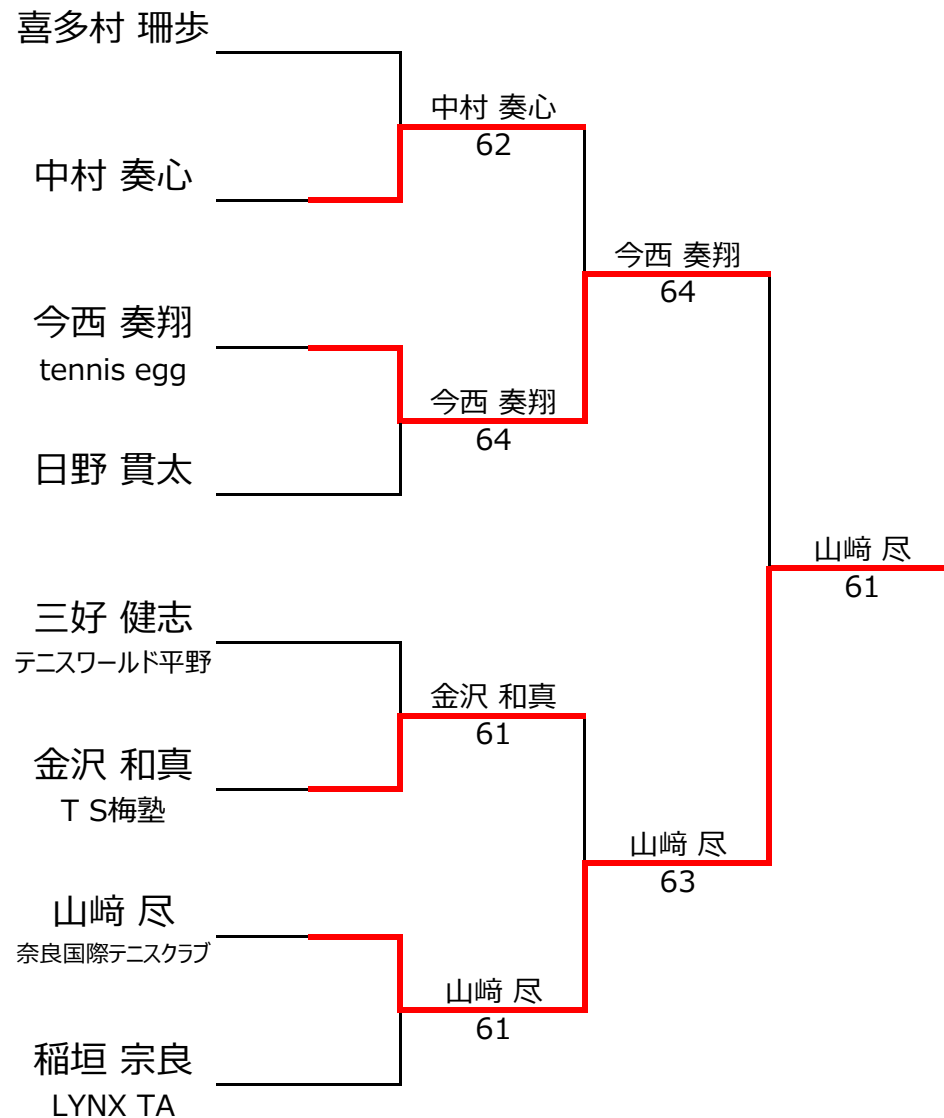 喜多村 珊歩
中村 奏心
62
中村 奏心
今西 奏翔
64
今西 奏翔
tennis egg
今西 奏翔
64
日野 貫太
山﨑 尽
61
三好 健志
テニスワールド平野
金沢 和真
61
金沢 和真
ＴＳ梅塾
山﨑 尽
63
山﨑 尽
奈良国際テニスクラブ
山﨑 尽
61
稲垣 宗良
LYNX TA